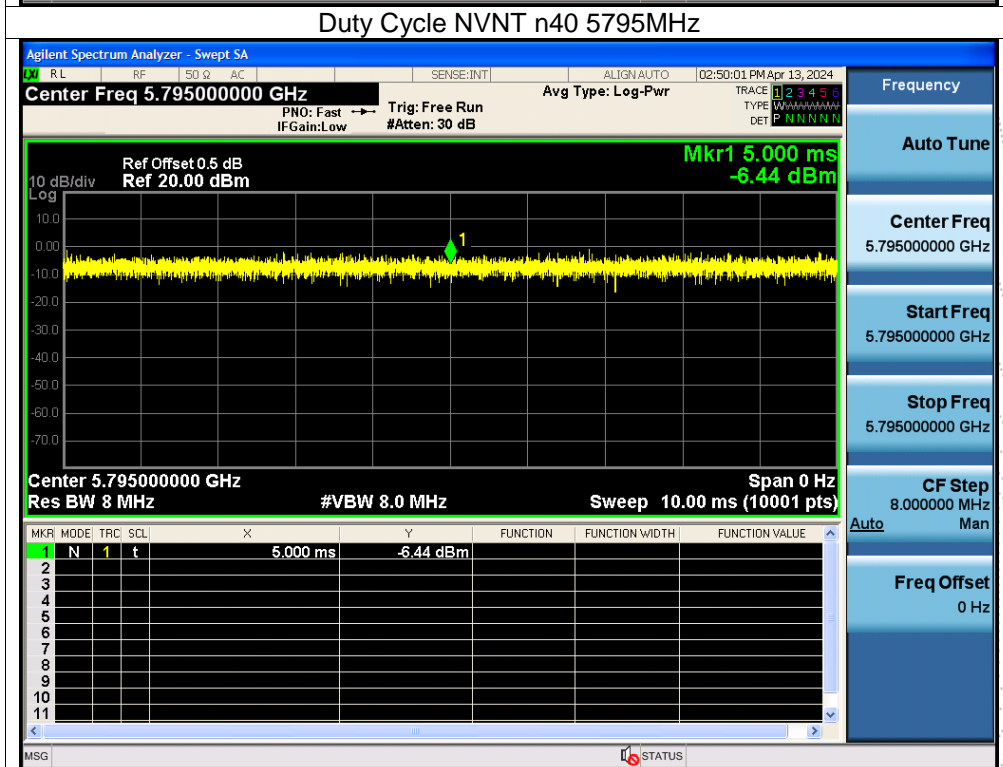 Duty Cycle NVNT n40 5795MHz
Agilent Spectrum Analyzer - Swept SA
LXI RL RF 50 Ω AC SENSE:INT ALIGN AUTO 02:50:01 PM Apr 13, 2024
Center Freq 5.795000000 GHz Avg Type: Log-Pwr TRACE 1 2 3 4 5 6
PNO: Fast Trig: Free Run TYPE WWWWWW
IFGain:Low #Atten: 30 dB DET P N N N N N
Mkr1 5.000 ms
-6.44 dBm
Ref Offset 0.5 dB
10 dB/div Ref 20.00 dBm
Log
10.0
0.00
-10.0
-20.0
-30.0
-40.0
-50.0
-60.0
-70.0
1
Center 5.795000000 GHz Span 0 Hz
Res BW 8 MHz #VBW 8.0 MHz Sweep 10.00 ms (10001 pts)
MKR MODE TRC SCL X Y FUNCTION FUNCTION WIDTH FUNCTION VALUE
1 N 1 t 5.000 ms -6.44 dBm
2
3
4
5
6
7
8
9
10
11
MSG STATUS
Frequency
Auto Tune
Center Freq
5.795000000 GHz
Start Freq
5.795000000 GHz
Stop Freq
5.795000000 GHz
CF Step
8.000000 MHz
Auto Man
Freq Offset
0 Hz